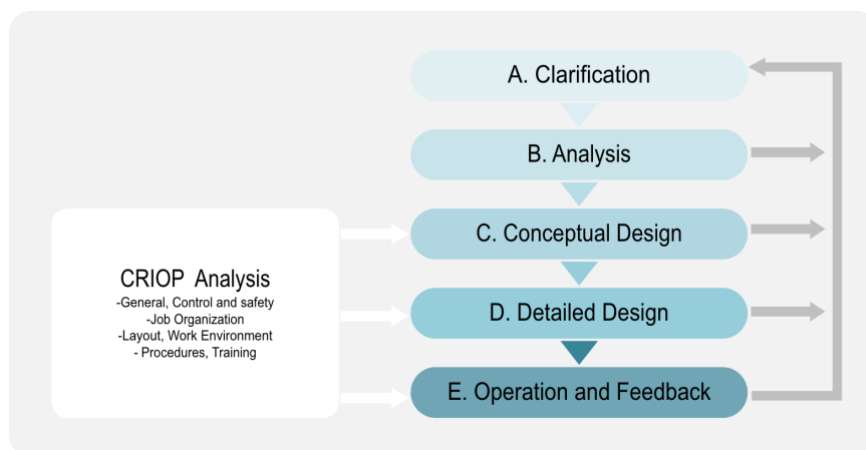 A. Clarification
B. Analysis
C. Conceptual Design
D. Detailed Design
E. Operation and Feedback
CRIOP Analysis
-General, Control and safety
-Job Organization
-Layout, Work Environment
- Procedures, Training